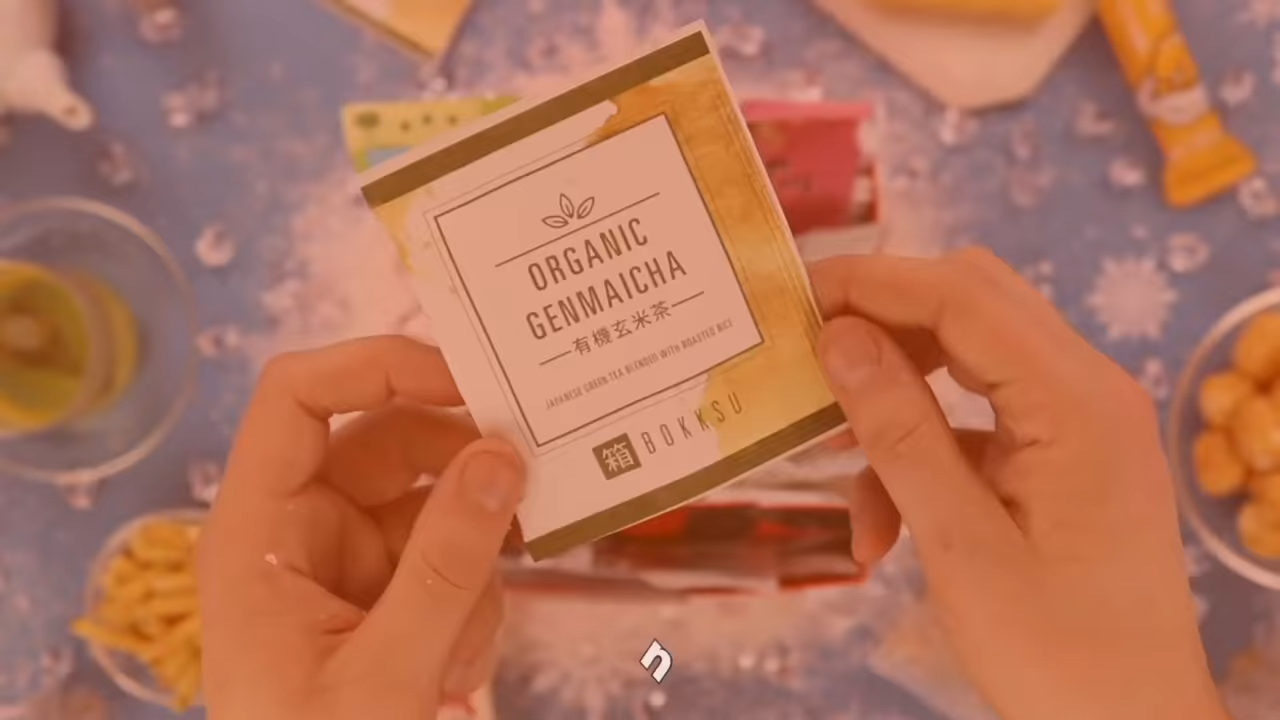 ORGANIC
GENMAICHA
有機玄米茶
JAPANESE GREEN TEA BLENDED WITH ROASTED RICE
箱 BOKKSU
n